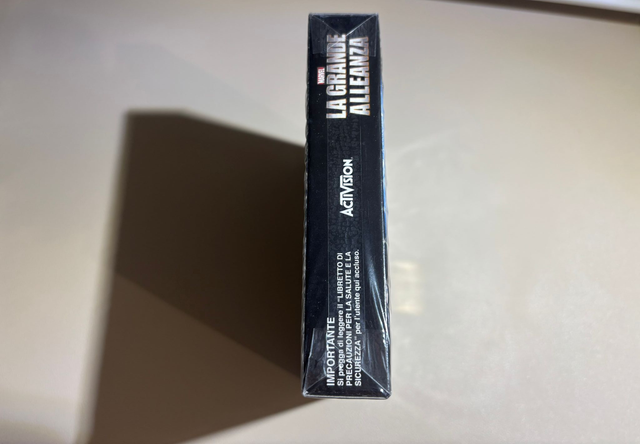 MARVEL
LA GRANDE
ALLEANZA
ACTIVISION
IMPORTANTE
Si prega di leggere il "LIBRETTO DI
PRECAUZIONI PER LA SALUTE E LA
SICUREZZA" per l'utente qui accluso.